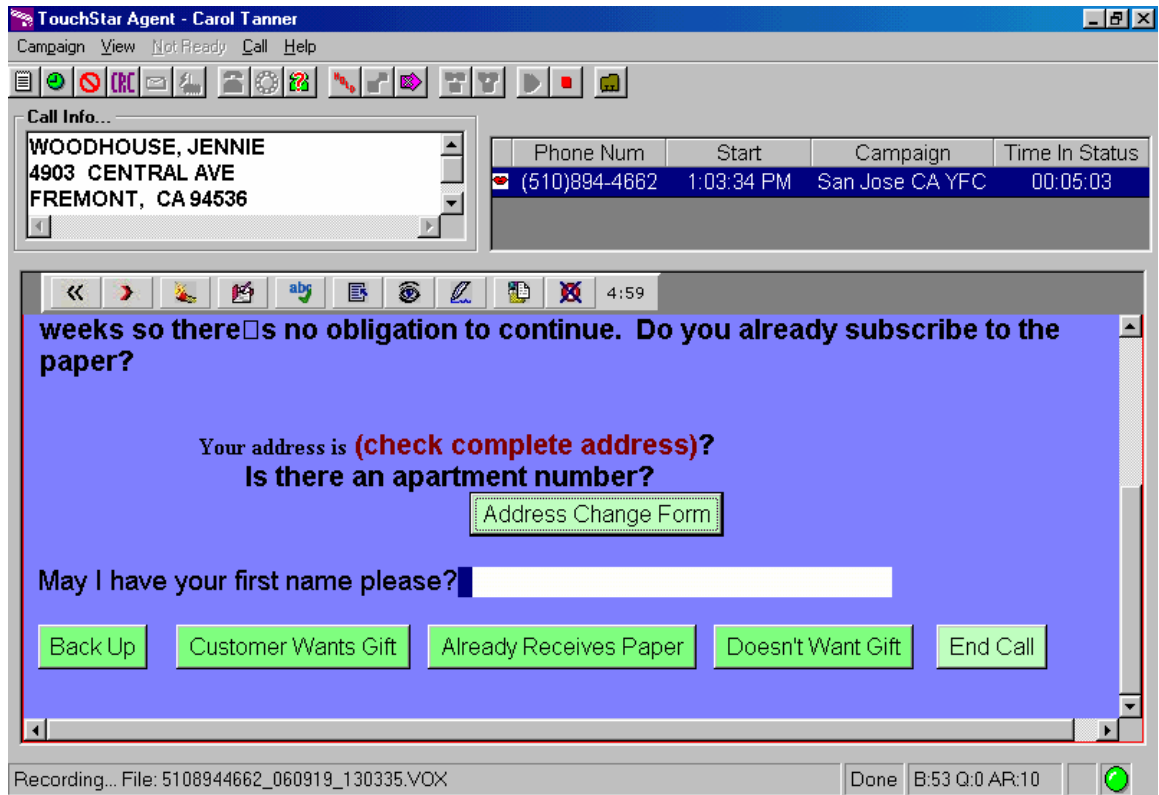 TouchStar Agent - Carol Tanner
Campaign View Not Ready Call Help
CRC
Call Info...
WOODHOUSE, JENNIE
4903 CENTRAL AVE
FREMONT, CA 94536
Phone Num Start Campaign Time In Status
(510)894-4662 1:03:34 PM San Jose CA YFC 00:05:03
abc 4:59
weeks so there□s no obligation to continue. Do you already subscribe to the
paper?
Your address is (check complete address)?
Is there an apartment number?
Address Change Form
May I have your first name please?
Back Up Customer Wants Gift Already Receives Paper Doesn't Want Gift End Call
Recording... File: 5108944662_060919_130335.VOX Done B:53 Q:0 AR:10